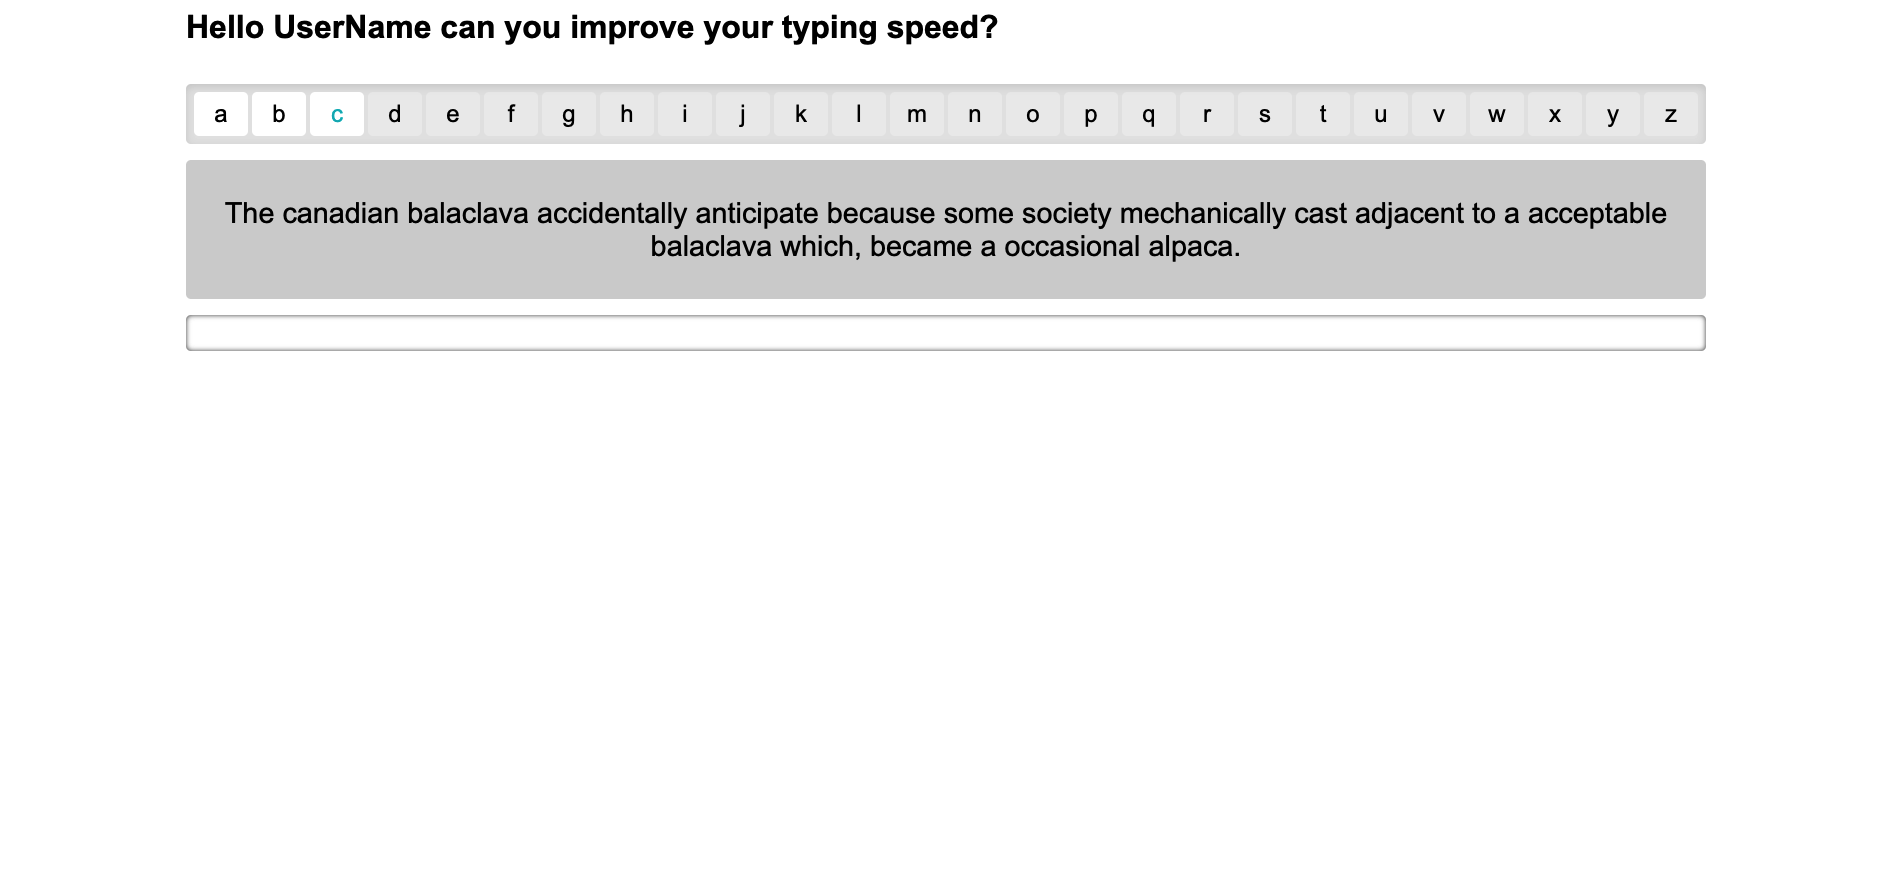 Hello UserName can you improve your typing speed?
a b c d e f g h i j k l m n o p q r s t u v w x y z
The canadian balaclava accidentally anticipate because some society mechanically cast adjacent to a acceptable
balaclava which, became a occasional alpaca.